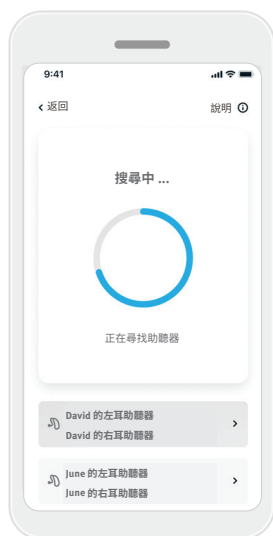 9:41
返回
說明
搜尋中 ...
正在尋找助聽器
David 的左耳助聽器
David 的右耳助聽器
June 的左耳助聽器
June 的右耳助聽器